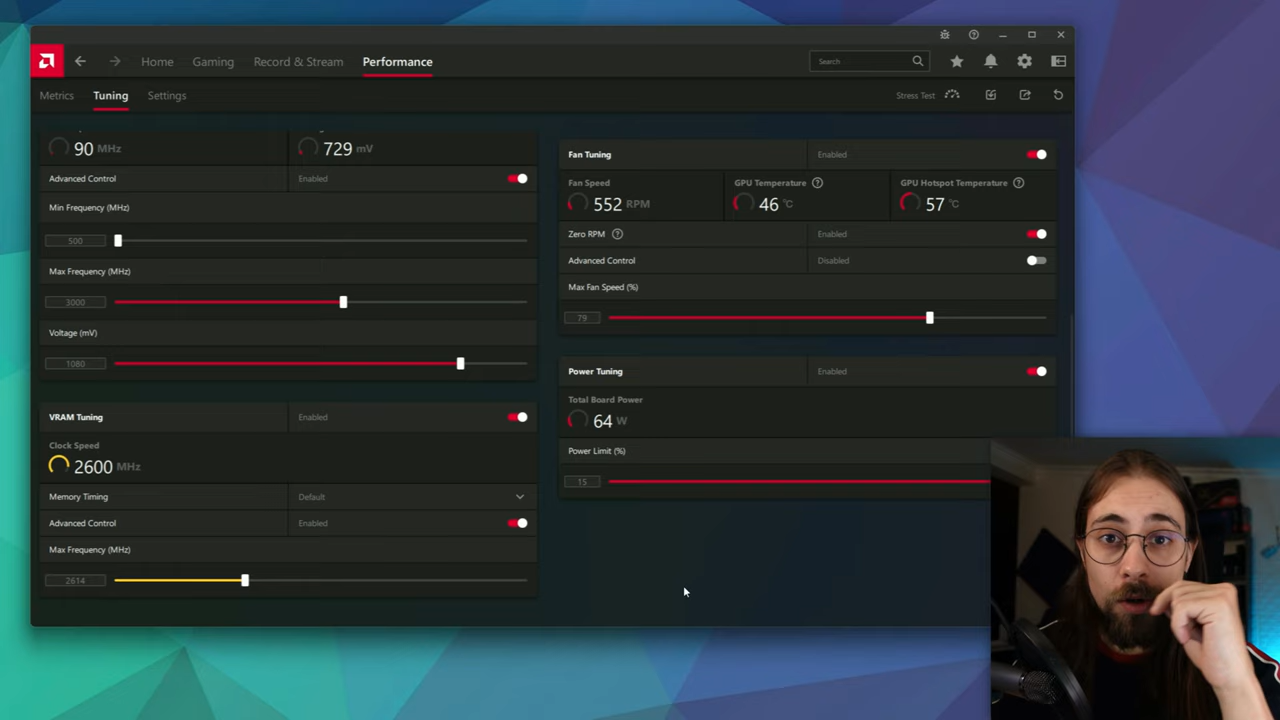 Home Gaming Record & Stream Performance Search
Metrics Tuning Settings Stress Test
90 MHz 729 mV
Advanced Control Enabled
Min Frequency (MHz)
500
Max Frequency (MHz)
3000
Voltage (mV)
1080
VRAM Tuning Enabled
Clock Speed
2600 MHz
Memory Timing Default
Advanced Control Enabled
Max Frequency (MHz)
2614
Fan Tuning Enabled
Fan Speed GPU Temperature ? GPU Hotspot Temperature ?
552 RPM 46 °C 57 °C
Zero RPM ? Enabled
Advanced Control Disabled
Max Fan Speed (%)
79
Power Tuning Enabled
Total Board Power
64 W
Power Limit (%)
15